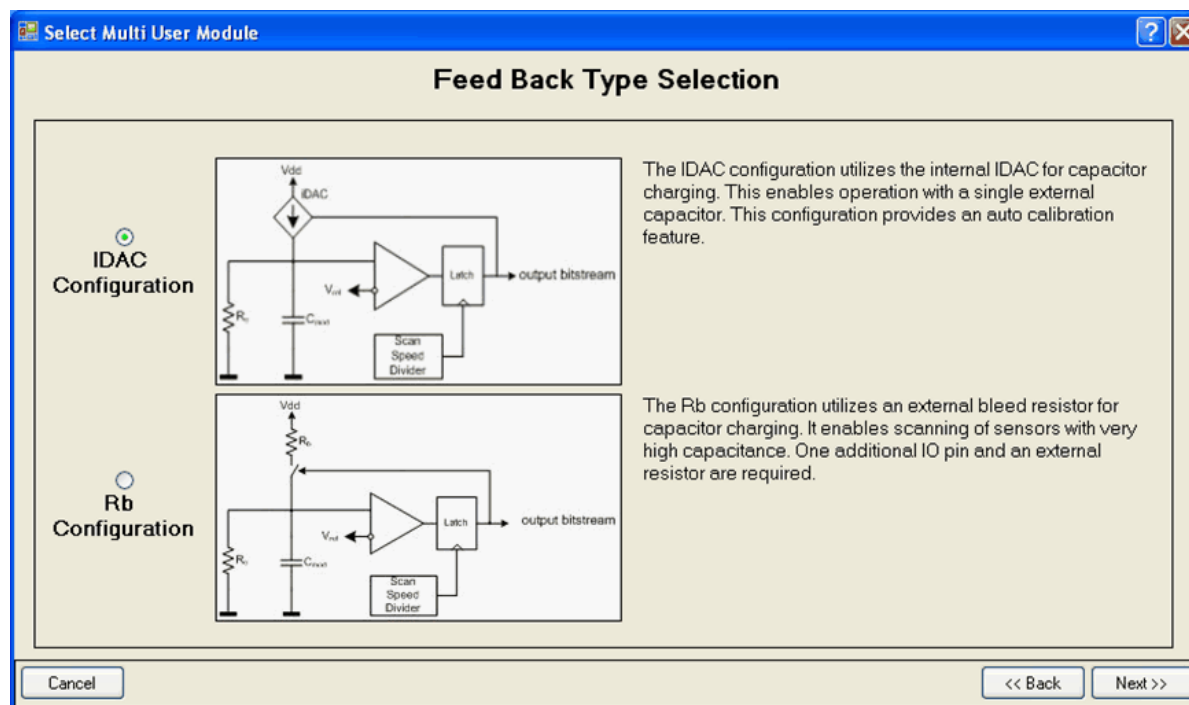 Select Multi User Module
Feed Back Type Selection
IDAC
Configuration
Vdd
iDAC
Latch
output bitstream
Scan
Speed
Divider
The IDAC configuration utilizes the internal IDAC for capacitor
charging. This enables operation with a single external
capacitor. This configuration provides an auto calibration
feature.
Rb
Configuration
Vdd
Latch
output bitstream
Scan
Speed
Divider
The Rb configuration utilizes an external bleed resistor for
capacitor charging. It enables scanning of sensors with very
high capacitance. One additional IO pin and an external
resistor are required.
Cancel
<< Back
Next >>